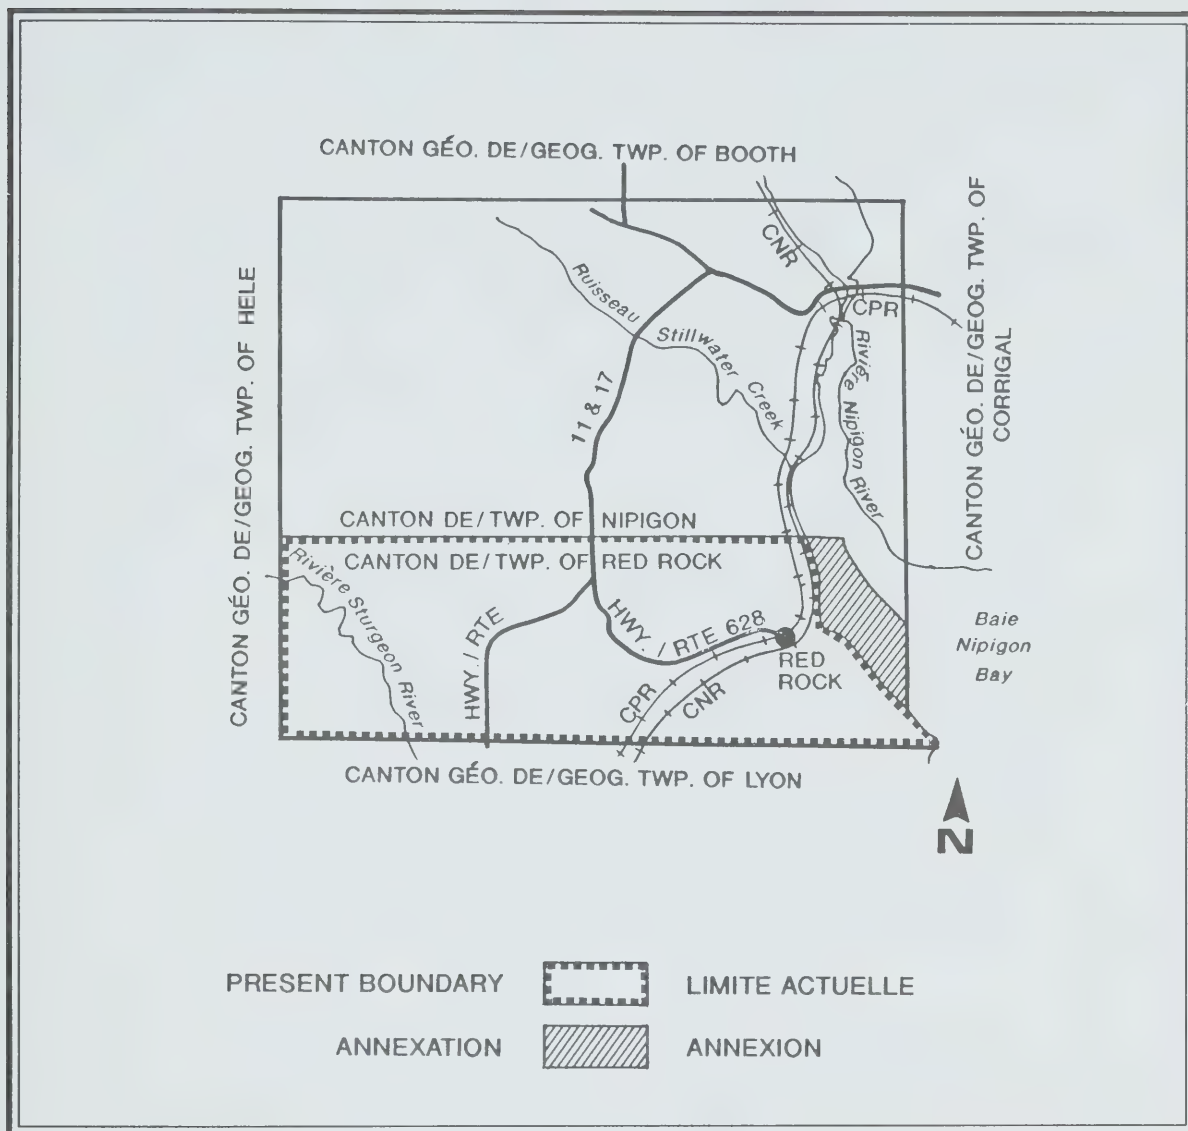 CANTON GÉO. DE/GEOG. TWP. OF BOOTH
CANTON GÉO. DE/GEOG. TWP. OF HELE
CANTON GÉO. DE/GEOG. TWP. OF
CORRIGAL
CNR
CPR
Ruisseau Stillwater Creek
Rivière Nipigon River
11 & 17
CANTON DE/TWP. OF NIPIGON
CANTON DE/TWP. OF RED ROCK
Rivière Sturgeon River
HWY. / RTE
HWY. / RTE 628
RED
ROCK
CPR
CNR
Baie
Nipigon
Bay
CANTON GÉO. DE/GEOG. TWP. OF LYON
N
PRESENT BOUNDARY LIMITE ACTUELLE
ANNEXATION ANNEXION